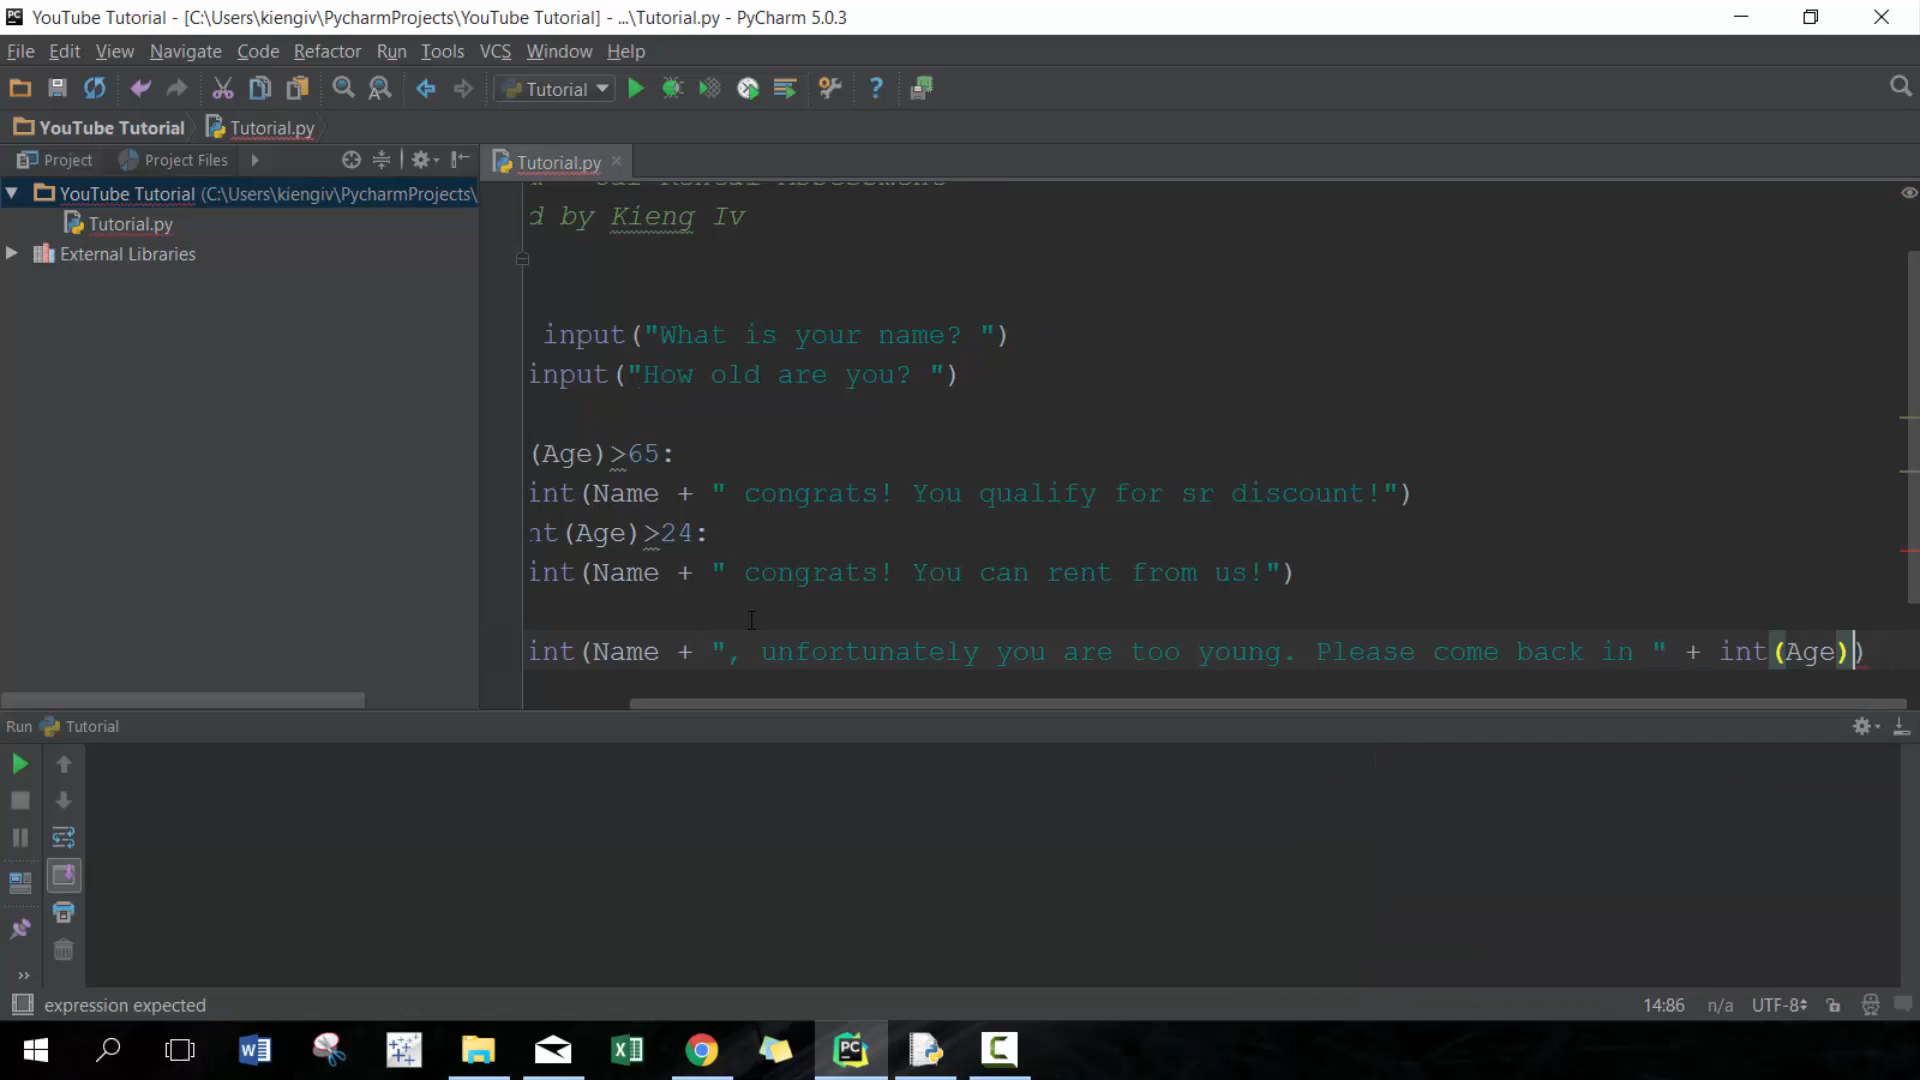 YouTube Tutorial - [C:\Users\kiengiv\PycharmProjects\YouTube Tutorial] - ...\Tutorial.py - PyCharm 5.0.3
File Edit View Navigate Code Refactor Run Tools VCS Window Help
Tutorial
YouTube Tutorial Tutorial.py
Project Project Files Tutorial.py
YouTube Tutorial (C:\Users\kiengiv\PycharmProjects\
Tutorial.py
External Libraries
d by Kieng Iv
input("What is your name? ")
input("How old are you? ")
(Age)>65:
int(Name + " congrats! You qualify for sr discount!")
nt(Age)>24:
int(Name + " congrats! You can rent from us!")
int(Name + ", unfortunately you are too young. Please come back in " + int(Age))
Run Tutorial
expression expected 14:86 n/a UTF-8